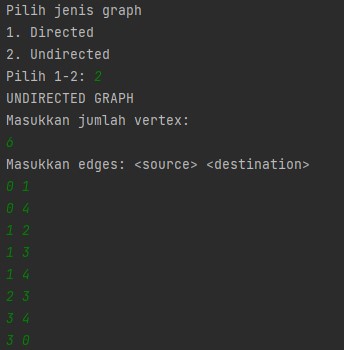 Pilih jenis graph
1. Directed
2. Undirected
Pilih 1-2: 2
UNDIRECTED GRAPH
Masukkan jumlah vertex:
6
Masukkan edges: <source> <destination>
0 1
0 4
1 2
1 3
1 4
2 3
3 4
3 0